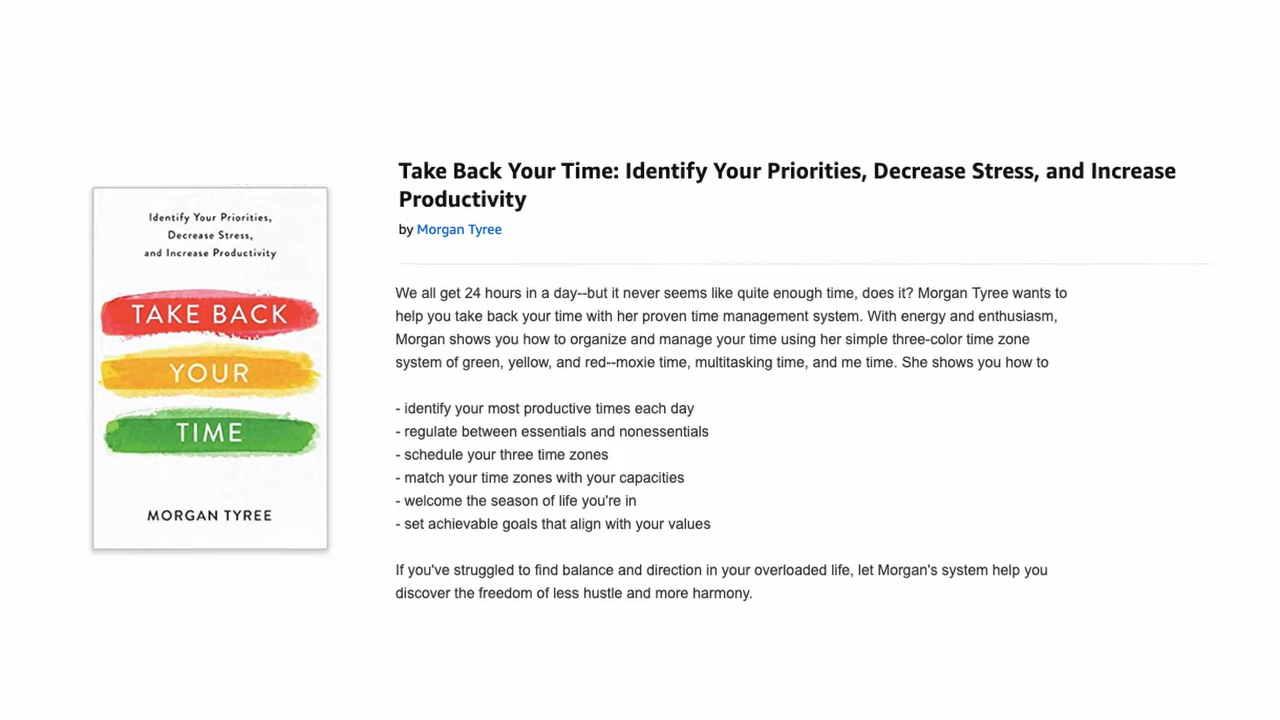 Identify Your Priorities,
Decrease Stress,
and Increase Productivity
TAKE BACK
YOUR
TIME
MORGAN TYREE
Take Back Your Time: Identify Your Priorities, Decrease Stress, and Increase
Productivity
by Morgan Tyree
We all get 24 hours in a day--but it never seems like quite enough time, does it? Morgan Tyree wants to
help you take back your time with her proven time management system. With energy and enthusiasm,
Morgan shows you how to organize and manage your time using her simple three-color time zone
system of green, yellow, and red--moxie time, multitasking time, and me time. She shows you how to
- identify your most productive times each day
- regulate between essentials and nonessentials
- schedule your three time zones
- match your time zones with your capacities
- welcome the season of life you're in
- set achievable goals that align with your values
If you've struggled to find balance and direction in your overloaded life, let Morgan's system help you
discover the freedom of less hustle and more harmony.